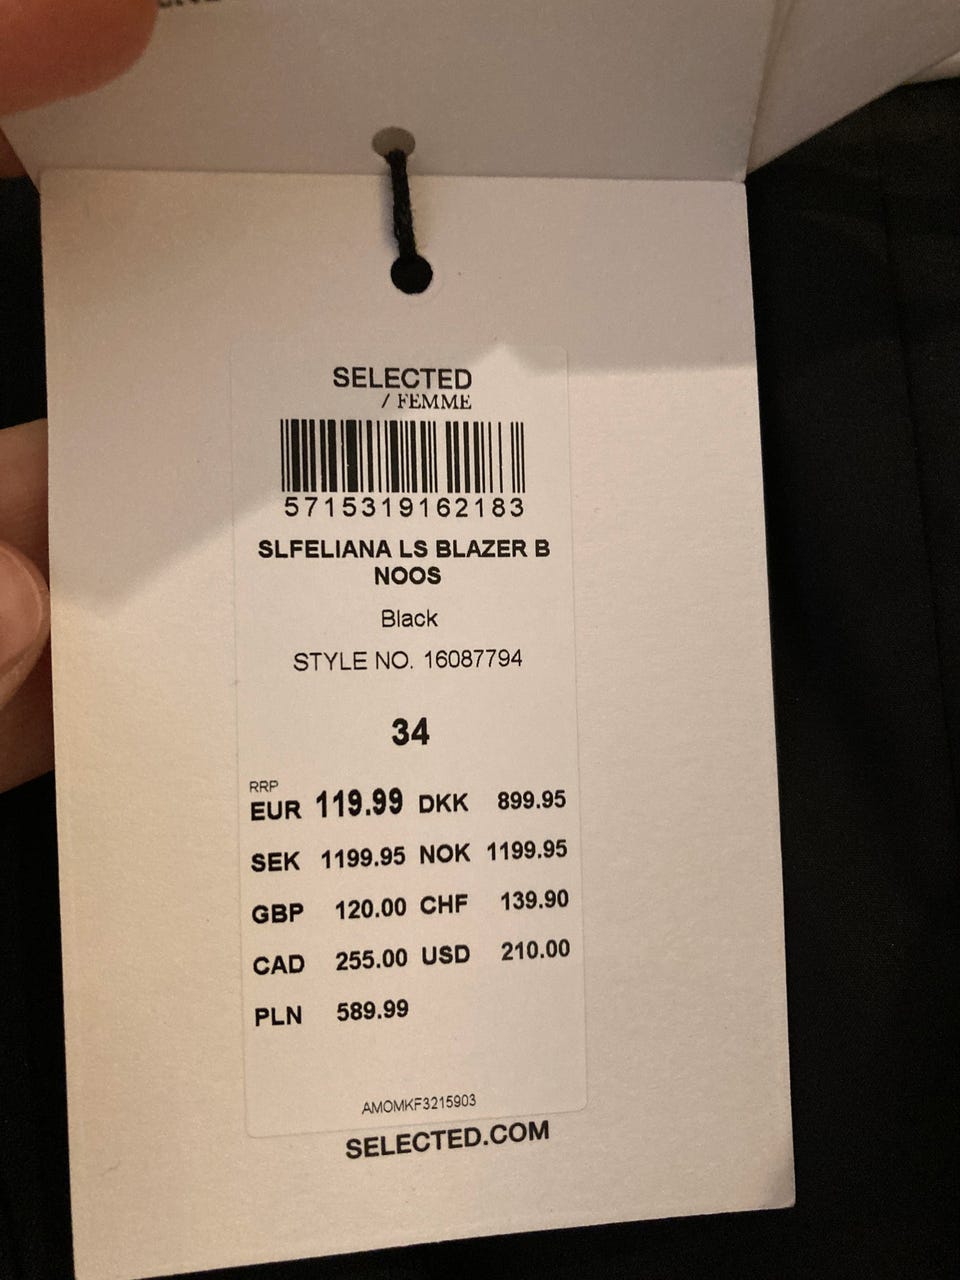 SELECTED
/ FEMME
5715319162183
SLFELIANA LS BLAZER B
NOOS
Black
STYLE NO. 16087794
34
RRP
EUR 119.99 DKK 899.95
SEK 1199.95 NOK 1199.95
GBP 120.00 CHF 139.90
CAD 255.00 USD 210.00
PLN 589.99
AMOMKF3215903
SELECTED.COM